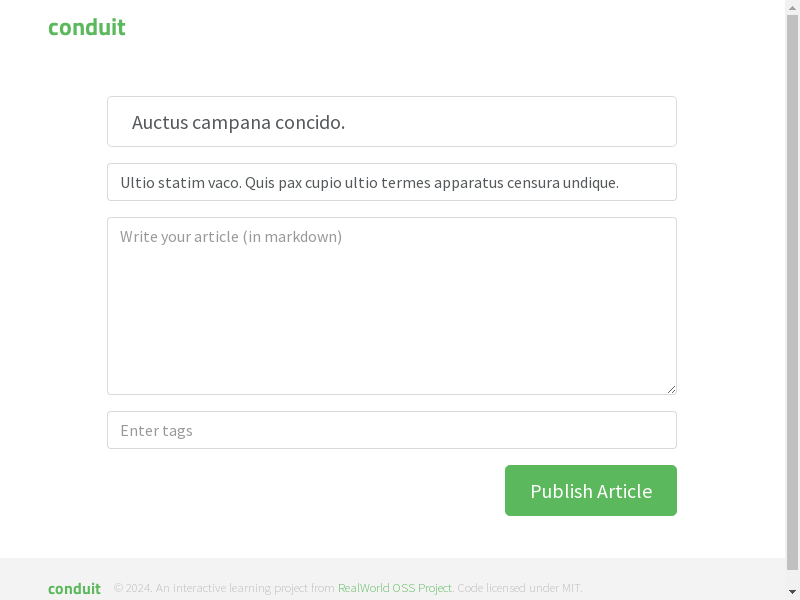 conduit
Auctus campana concido.
Ultio statim vaco. Quis pax cupio ultio termes apparatus censura undique.
Write your article (in markdown)
Enter tags
Publish Article
conduit © 2024. An interactive learning project from RealWorld OSS Project. Code licensed under MIT.